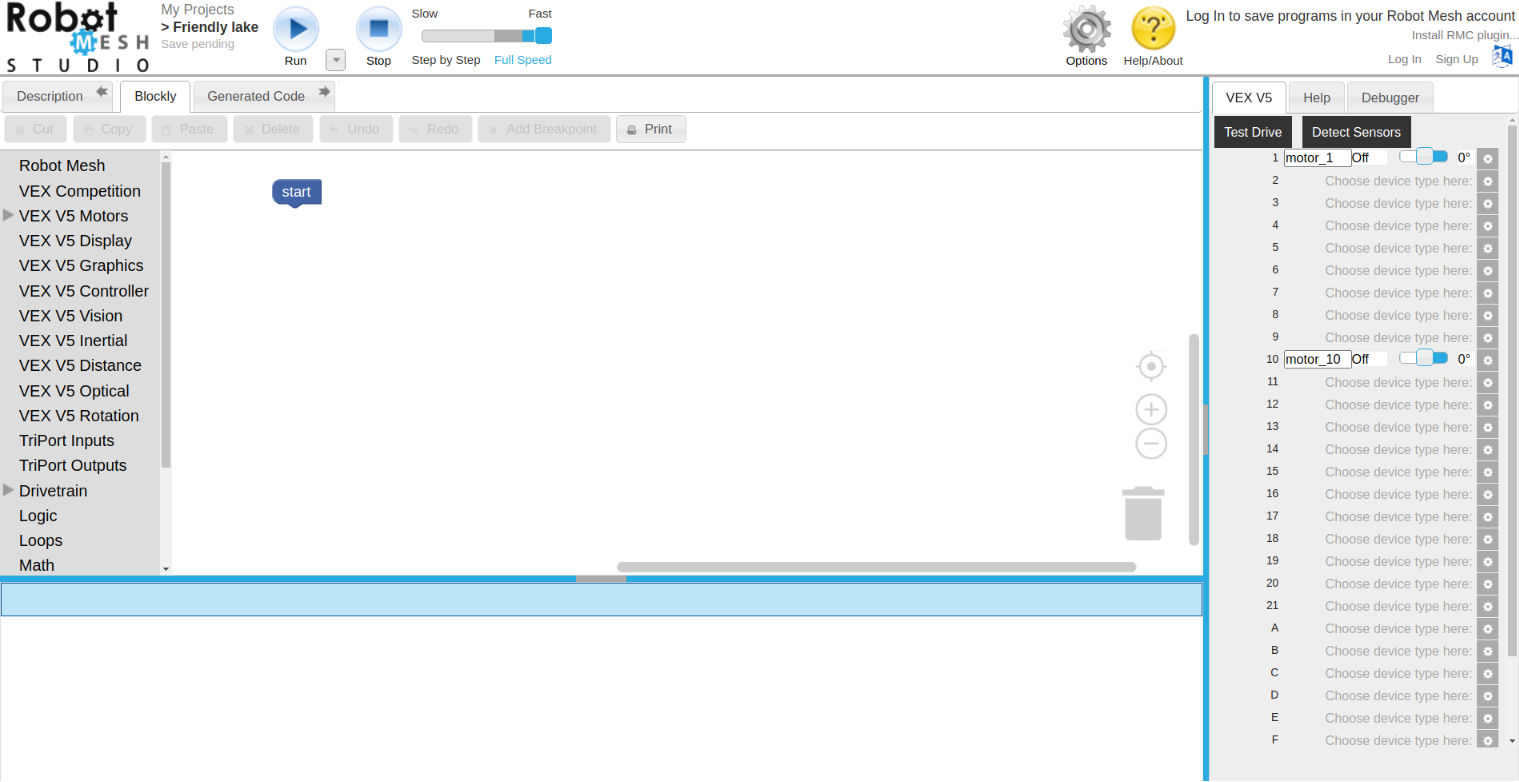 Robot
MESH
STUDIO
My Projects
> Friendly lake
Save pending
Run
Stop
Slow Fast
Step by Step Full Speed
Options
Help/About
Log In to save programs in your Robot Mesh account
Install RMC plugin...
Log In Sign Up
Description
Blockly
Generated Code
Cut
Copy
Paste
Delete
Undo
Redo
Add Breakpoint
Print
Robot Mesh
VEX Competition
VEX V5 Motors
VEX V5 Display
VEX V5 Graphics
VEX V5 Controller
VEX V5 Vision
VEX V5 Inertial
VEX V5 Distance
VEX V5 Optical
VEX V5 Rotation
TriPort Inputs
TriPort Outputs
Drivetrain
Logic
Loops
Math
start
VEX V5
Help
Debugger
Test Drive
Detect Sensors
1 motor_1 Off 0°
2 Choose device type here:
3 Choose device type here:
4 Choose device type here:
5 Choose device type here:
6 Choose device type here:
7 Choose device type here:
8 Choose device type here:
9 Choose device type here:
10 motor_10 Off 0°
11 Choose device type here:
12 Choose device type here:
13 Choose device type here:
14 Choose device type here:
15 Choose device type here:
16 Choose device type here:
17 Choose device type here:
18 Choose device type here:
19 Choose device type here:
20 Choose device type here:
21 Choose device type here:
A Choose device type here:
B Choose device type here:
C Choose device type here:
D Choose device type here:
E Choose device type here:
F Choose device type here: